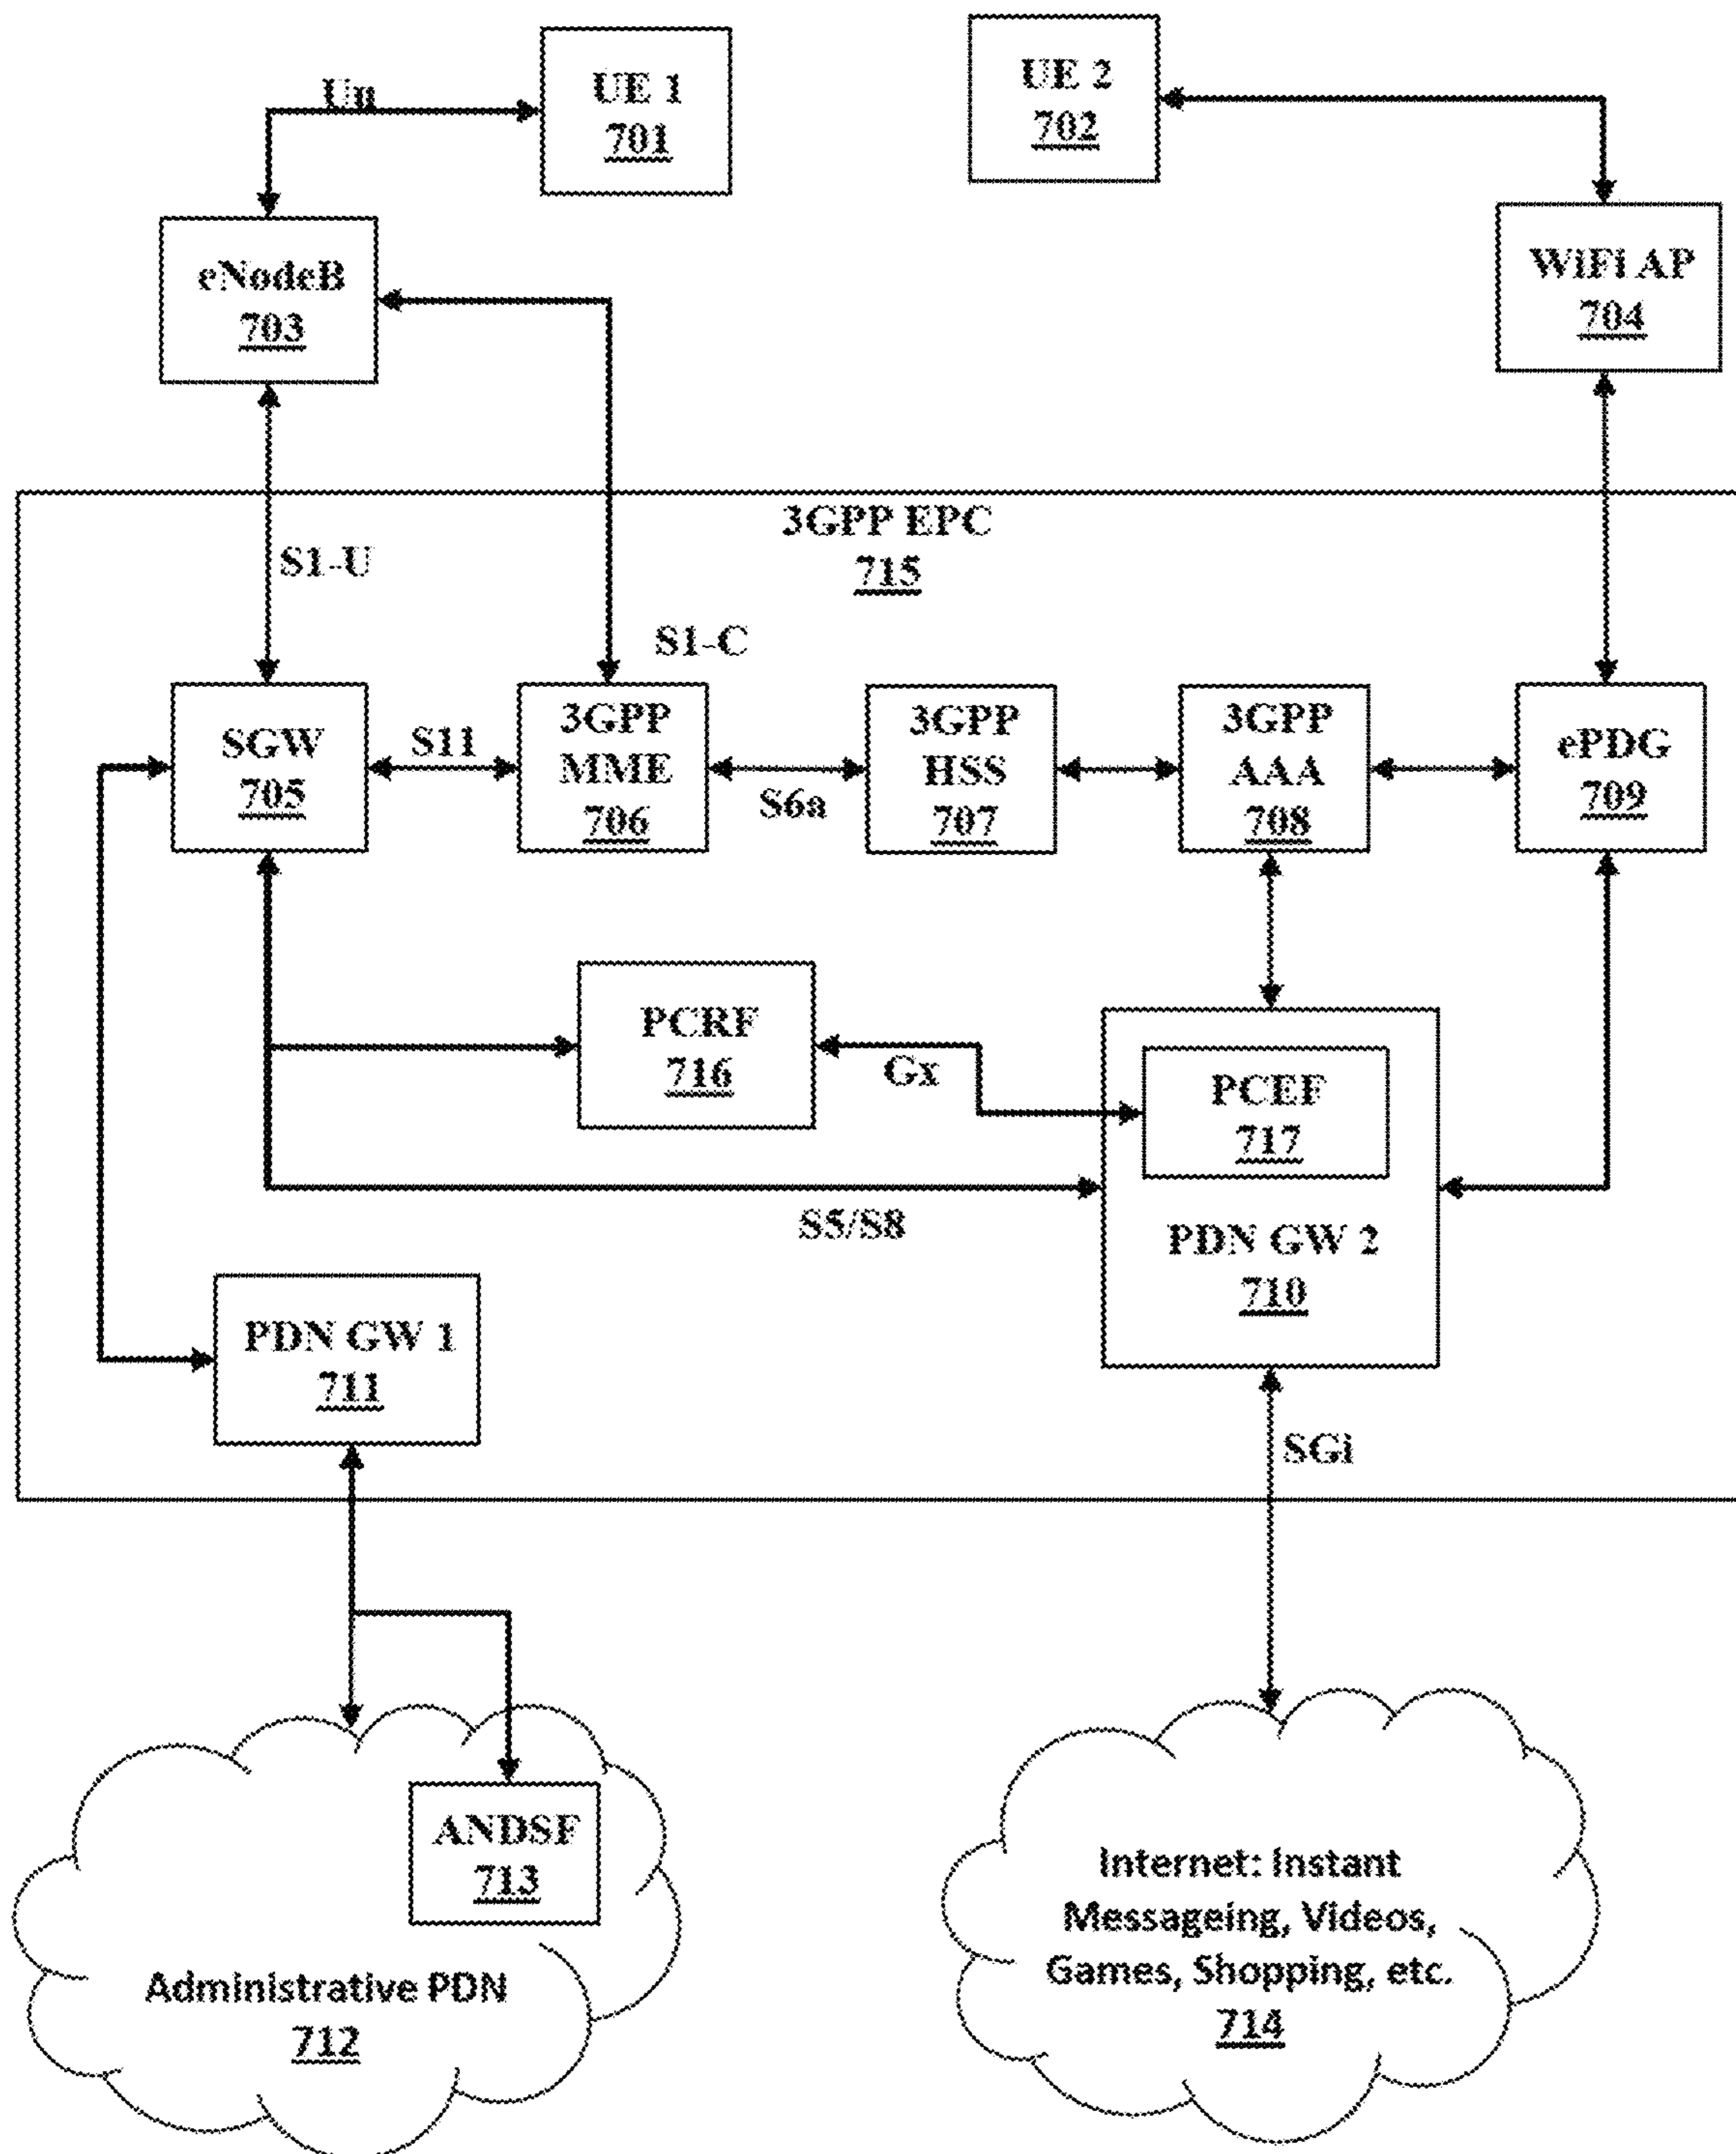 UE 1
701
UE 2
702
Uu
eNodeB
703
WiFi AP
704
3GPP EPC
715
S1-U
S1-C
SGW
705
S11
3GPP
MME
706
S6a
3GPP
HSS
707
3GPP
AAA
708
ePDG
709
PCRF
716
Gx
PCEF
717
S5/S8
PDN GW 2
710
PDN GW 1
711
SGi
ANDSF
713
Administrative PDN
712
Internet: Instant
Messageing, Videos,
Games, Shopping, etc.
714